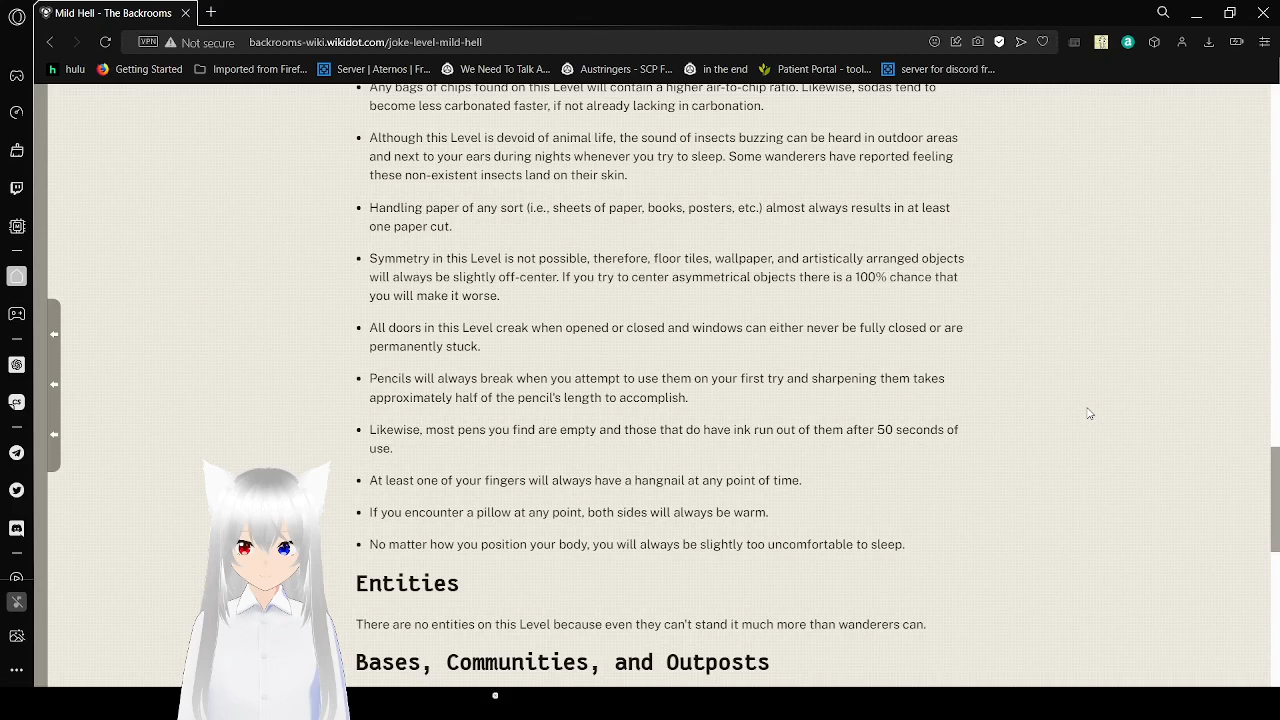 Mild Hell - The Backrooms
VPN Not secure backrooms-wiki.wikidot.com/joke-level-mild-hell
hulu Getting Started Imported from Firef... Server | Aternos | Fr... We Need To Talk A... Austringers - SCP F... in the end Patient Portal - tool... server for discord fr...
Any bags of chips found on this Level will contain a higher air-to-chip ratio. Likewise, sodas tend to
become less carbonated faster, if not already lacking in carbonation.
Although this Level is devoid of animal life, the sound of insects buzzing can be heard in outdoor areas
and next to your ears during nights whenever you try to sleep. Some wanderers have reported feeling
these non-existent insects land on their skin.
Handling paper of any sort (i.e., sheets of paper, books, posters, etc.) almost always results in at least
one paper cut.
Symmetry in this Level is not possible, therefore, floor tiles, wallpaper, and artistically arranged objects
will always be slightly off-center. If you try to center asymmetrical objects there is a 100% chance that
you will make it worse.
All doors in this Level creak when opened or closed and windows can either never be fully closed or are
permanently stuck.
Pencils will always break when you attempt to use them on your first try and sharpening them takes
approximately half of the pencil's length to accomplish.
Likewise, most pens you find are empty and those that do have ink run out of them after 50 seconds of
use.
At least one of your fingers will always have a hangnail at any point of time.
If you encounter a pillow at any point, both sides will always be warm.
No matter how you position your body, you will always be slightly too uncomfortable to sleep.
Entities
There are no entities on this Level because even they can't stand it much more than wanderers can.
Bases, Communities, and Outposts